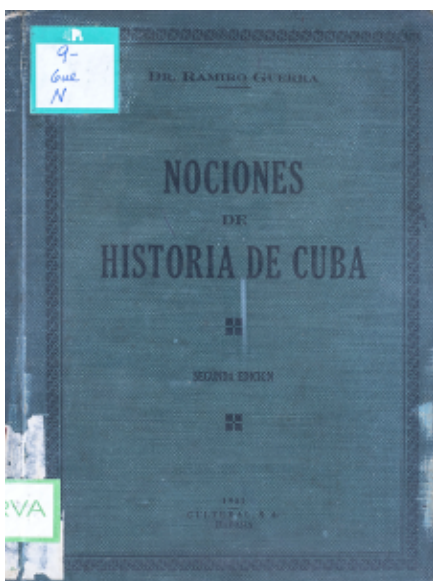 9-
Gue
N
DR. RAMIRO GUERRA
NOCIONES
DE
HISTORIA DE CUBA
SEGUNDA EDICION
CULTURAL, S. A.
HABANA
RVA